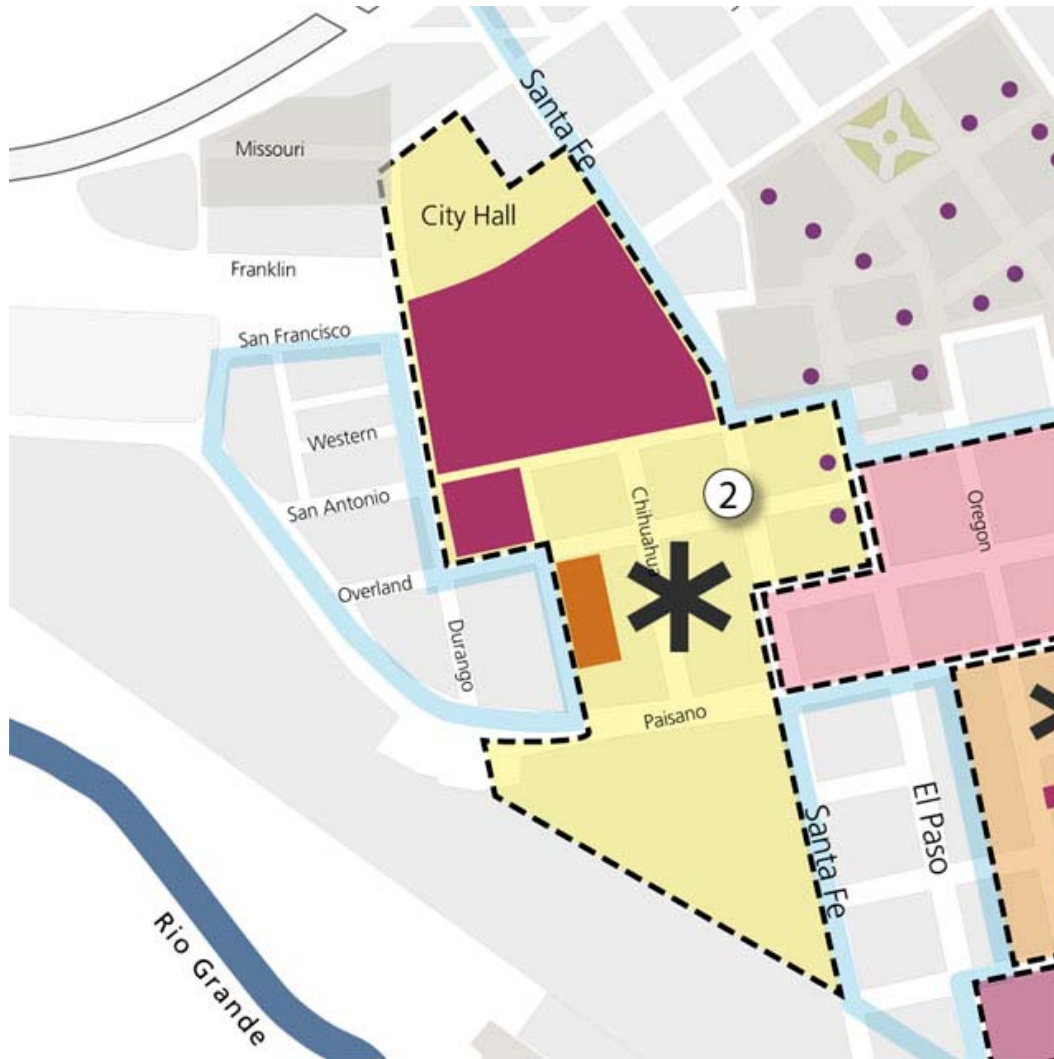 Santa Fe
Missouri
City Hall
Franklin
San Francisco
Western
2
San Antonio
Chihuahua
Oregon
Overland
Durango
Paisano
El Paso
Santa Fe
Rio Grande